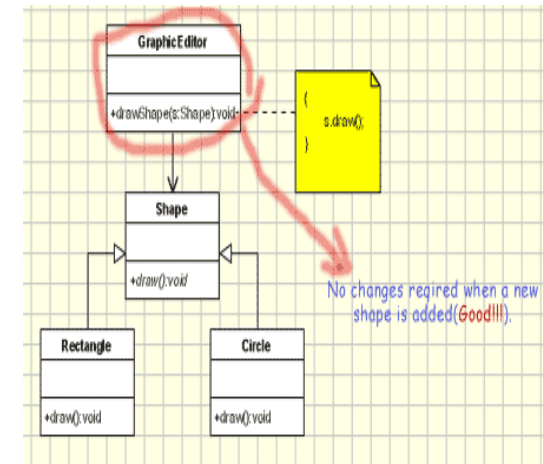 GraphicEditor
+drawShape(s:Shape):void
{
s.draw();
}
Shape
+draw():void
No changes reqired when a new
shape is added(Good!!!).
Rectangle
+draw():void
Circle
+draw():void